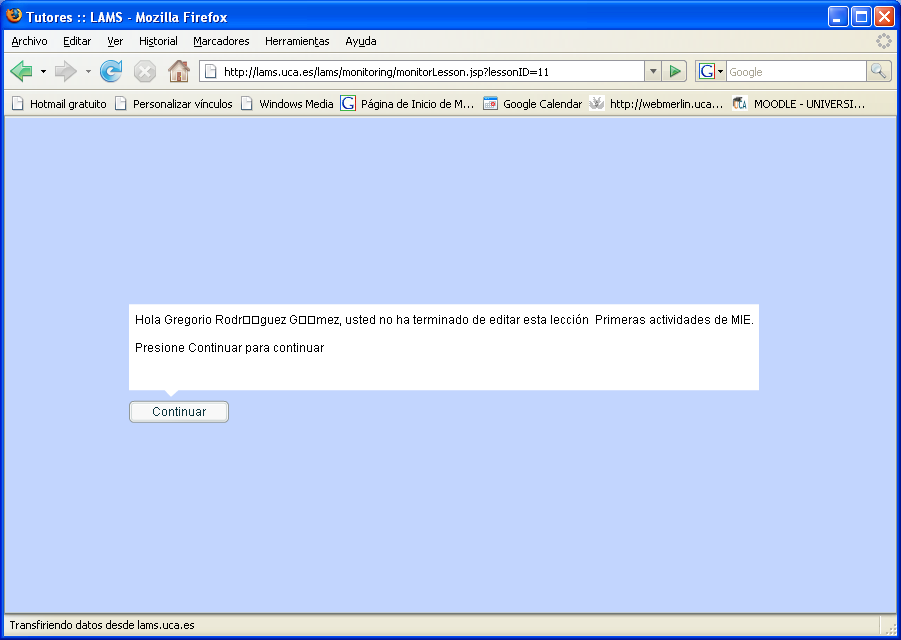 Tutores :: LAMS - Mozilla Firefox
Archivo Editar Ver Historial Marcadores Herramientas Ayuda
http://lams.uca.es/lams/monitoring/monitorLesson.jsp?lessonID=11 G Google
Hotmail gratuito Personalizar vínculos Windows Media G Página de Inicio de M... Google Calendar http://webmerlin.uca... UCA MOODLE - UNIVERSI...
Hola Gregorio Rodr□□guez G□□mez, usted no ha terminado de editar esta lección Primeras actividades de MIE.
Presione Continuar para continuar
Continuar
Transfiriendo datos desde lams.uca.es